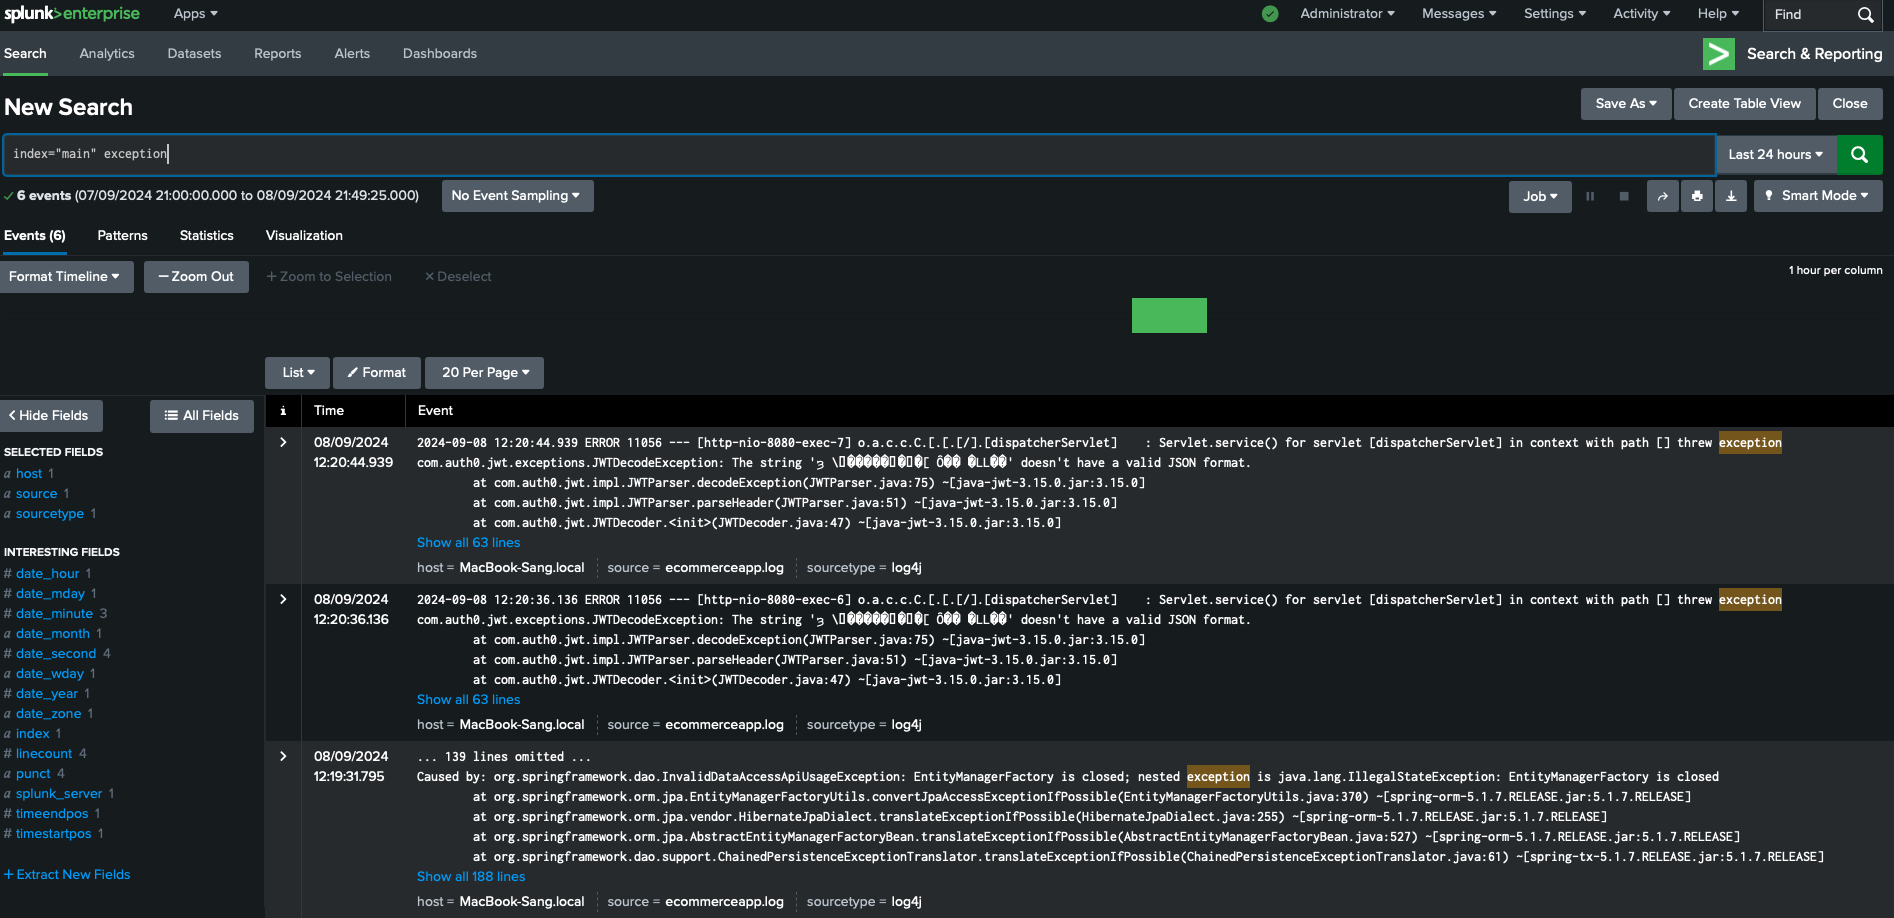 splunk>enterprise Apps Administrator Messages Settings Activity Help Find
Search Analytics Datasets Reports Alerts Dashboards Search & Reporting
New Search Save As Create Table View Close
index="main" exception Last 24 hours
6 events (07/09/2024 21:00:00.000 to 08/09/2024 21:49:25.000) No Event Sampling Job Smart Mode
Events (6) Patterns Statistics Visualization
Format Timeline — Zoom Out + Zoom to Selection × Deselect 1 hour per column
List Format 20 Per Page
< Hide Fields All Fields
SELECTED FIELDS
a host 1
a source 1
a sourcetype 1
INTERESTING FIELDS
# date_hour 1
# date_mday 1
# date_minute 3
a date_month 1
# date_second 4
a date_wday 1
# date_year 1
# date_zone 1
a index 1
# linecount 4
a punct 4
a splunk_server 1
# timeendpos 1
# timestartpos 1
+ Extract New Fields
i Time Event
08/09/2024 12:20:44.939
2024-09-08 12:20:44.939 ERROR 11056 --- [http-nio-8080-exec-7] o.a.c.c.C.[.[.[/].[dispatcherServlet] : Servlet.service() for servlet [dispatcherServlet] in context with path [] threw exception
com.auth0.jwt.exceptions.JWTDecodeException: The string ' \�����[ Ô�� �LL��' doesn't have a valid JSON format.
at com.auth0.jwt.impl.JWTParser.decodeException(JWTParser.java:75) ~[java-jwt-3.15.0.jar:3.15.0]
at com.auth0.jwt.impl.JWTParser.parseHeader(JWTParser.java:51) ~[java-jwt-3.15.0.jar:3.15.0]
at com.auth0.jwt.JWTDecoder.<init>(JWTDecoder.java:47) ~[java-jwt-3.15.0.jar:3.15.0]
Show all 63 lines
host = MacBook-Sang.local source = ecommerceapp.log sourcetype = log4j
08/09/2024 12:20:36.136
2024-09-08 12:20:36.136 ERROR 11056 --- [http-nio-8080-exec-6] o.a.c.c.C.[.[.[/].[dispatcherServlet] : Servlet.service() for servlet [dispatcherServlet] in context with path [] threw exception
com.auth0.jwt.exceptions.JWTDecodeException: The string ' \�����[ Ô�� �LL��' doesn't have a valid JSON format.
at com.auth0.jwt.impl.JWTParser.decodeException(JWTParser.java:75) ~[java-jwt-3.15.0.jar:3.15.0]
at com.auth0.jwt.impl.JWTParser.parseHeader(JWTParser.java:51) ~[java-jwt-3.15.0.jar:3.15.0]
at com.auth0.jwt.JWTDecoder.<init>(JWTDecoder.java:47) ~[java-jwt-3.15.0.jar:3.15.0]
Show all 63 lines
host = MacBook-Sang.local source = ecommerceapp.log sourcetype = log4j
08/09/2024 12:19:31.795
... 139 lines omitted ...
Caused by: org.springframework.dao.InvalidDataAccessApiUsageException: EntityManagerFactory is closed; nested exception is java.lang.IllegalStateException: EntityManagerFactory is closed
at org.springframework.orm.jpa.EntityManagerFactoryUtils.convertJpaAccessExceptionIfPossible(EntityManagerFactoryUtils.java:370) ~[spring-orm-5.1.7.RELEASE.jar:5.1.7.RELEASE]
at org.springframework.orm.jpa.vendor.HibernateJpaDialect.translateExceptionIfPossible(HibernateJpaDialect.java:255) ~[spring-orm-5.1.7.RELEASE.jar:5.1.7.RELEASE]
at org.springframework.orm.jpa.AbstractEntityManagerFactoryBean.translateExceptionIfPossible(AbstractEntityManagerFactoryBean.java:527) ~[spring-orm-5.1.7.RELEASE.jar:5.1.7.RELEASE]
at org.springframework.dao.support.ChainedPersistenceExceptionTranslator.translateExceptionIfPossible(ChainedPersistenceExceptionTranslator.java:61) ~[spring-tx-5.1.7.RELEASE.jar:5.1.7.RELEASE]
Show all 188 lines
host = MacBook-Sang.local source = ecommerceapp.log sourcetype = log4j